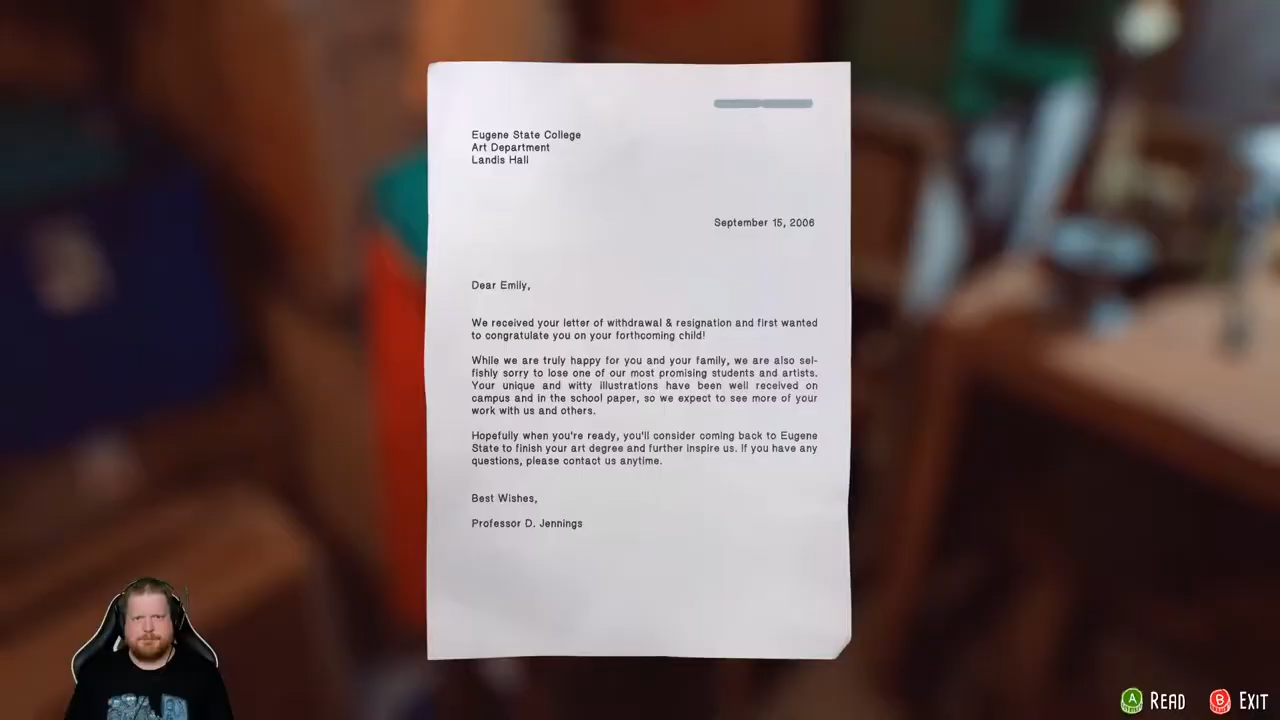 Eugene State College
Art Department
Landis Hall
September 15, 2006
Dear Emily,
We received your letter of withdrawal & resignation and first wanted
to congratulate you on your forthcoming child!
While we are truly happy for you and your family, we are also sel-
fishly sorry to lose one of our most promising students and artists.
Your unique and witty illustrations have been well received on
campus and in the school paper, so we expect to see more of your
work with us and others.
Hopefully when you're ready, you'll consider coming back to Eugene
State to finish your art degree and further inspire us. If you have any
questions, please contact us anytime.
Best Wishes,
Professor D. Jennings
A READ B EXIT